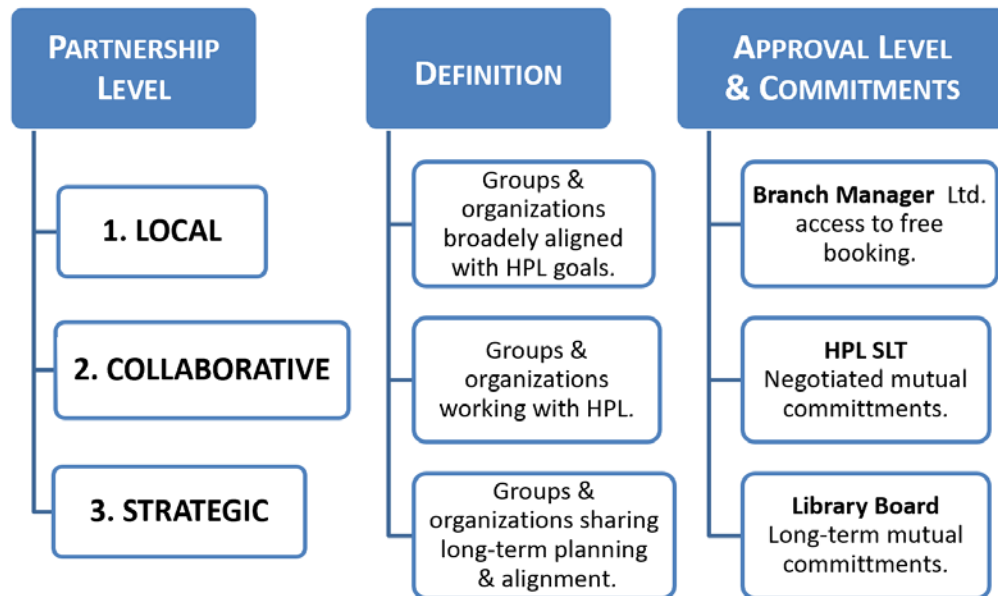 PARTNERSHIP
LEVEL
1. LOCAL
2. COLLABORATIVE
3. STRATEGIC
DEFINITION
Groups &
organizations
broadely aligned
with HPL goals.
Groups &
organizations
working with HPL.
Groups &
organizations sharing
long-term planning
& alignment.
APPROVAL LEVEL
& COMMITMENTS
Branch Manager Ltd.
access to free
booking.
HPL SLT
Negotiated mutual
committments.
Library Board
Long-term mutual
committments.